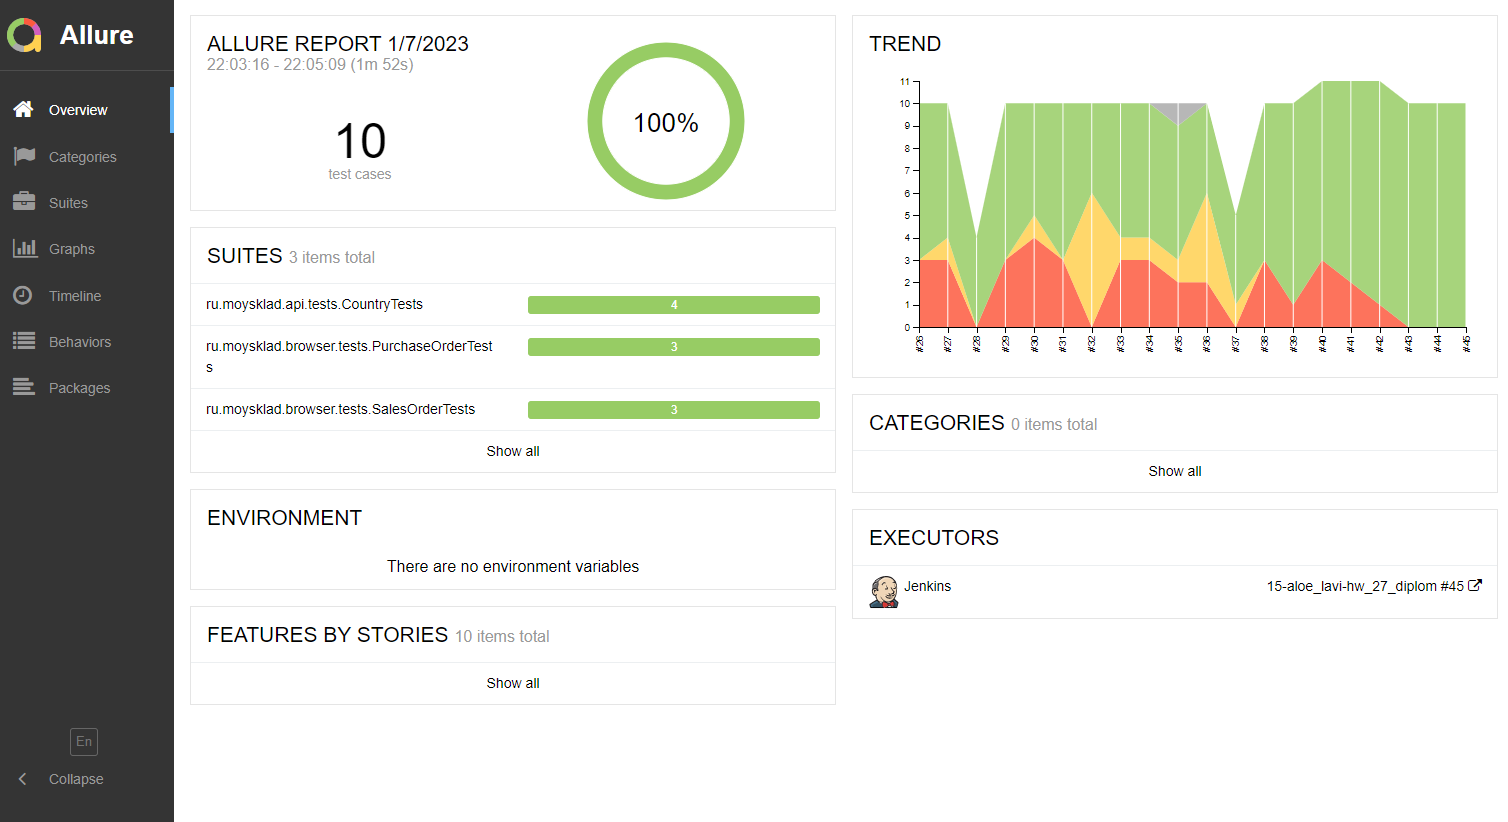 Allure
Overview
Categories
Suites
Graphs
Timeline
Behaviors
Packages
En
Collapse
ALLURE REPORT 1/7/2023
22:03:16 - 22:05:09 (1m 52s)
10
test cases
100%
SUITES 3 items total
ru.moysklad.api.tests.CountryTests 4
ru.moysklad.browser.tests.PurchaseOrderTest 3
s
ru.moysklad.browser.tests.SalesOrderTests 3
Show all
ENVIRONMENT
There are no environment variables
FEATURES BY STORIES 10 items total
Show all
TREND
11
10
9
8
7
6
5
4
3
2
1
0
#26 #27 #28 #29 #30 #31 #32 #33 #34 #35 #36 #37 #38 #39 #40 #41 #42 #43 #44 #45
CATEGORIES 0 items total
Show all
EXECUTORS
Jenkins 15-aloe_lavi-hw_27_diplom #45